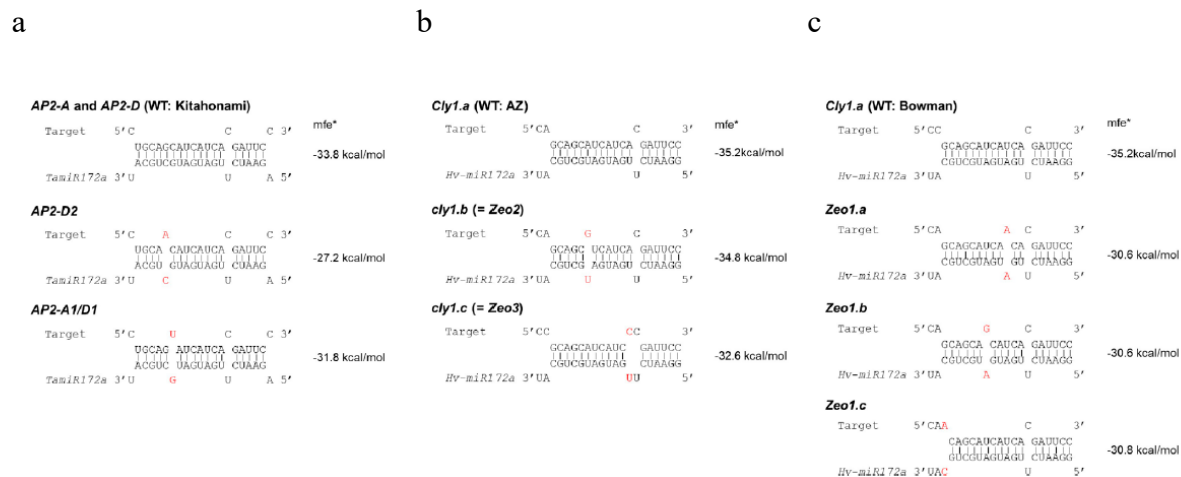 a
b
c
AP2-A and AP2-D (WT: Kitahonami)
mfe*
Target 5'C C C 3'
UGCAGCAUCAUCA GAUUC
ACGUCGUAGUAGU CUAAG
TamiR172a 3'U U A 5'
-33.8 kcal/mol
AP2-D2
Target 5'C A C C 3'
UGCA CAUCAUCA GAUUC
ACGU GUAGUAGU CUAAG
TamiR172a 3'U C U A 5'
-27.2 kcal/mol
AP2-A1/D1
Target 5'C U C C 3'
UGCAG AUCAUCA GAUUC
ACGUC UAGUAGU CUAAG
TamiR172a 3'U G U A 5'
-31.8 kcal/mol
Cly1.a (WT: AZ)
mfe*
Target 5'CA C 3'
GCAGCAUCAUCA GAUUCC
CGUCGUAGUAGU CUAAGG
Hv-miR172a 3'UA U 5'
-35.2kcal/mol
cly1.b (= Zeo2)
Target 5'CA G C 3'
GCAGC UCAUCA GAUUCC
CGUCG AGUAGU CUAAGG
Hv-miR172a 3'UA U U 5'
-34.8 kcal/mol
cly1.c (= Zeo3)
Target 5'CC CC 3'
GCAGCAUCAUC GAUUCC
CGUCGUAGUAG CUAAGG
Hv-miR172a 3'UA UU 5'
-32.6 kcal/mol
Cly1.a (WT: Bowman)
mfe*
Target 5'CC C 3'
GCAGCAUCAUCA GAUUCC
CGUCGUAGUAGU CUAAGG
Hv-miR172a 3'UA U 5'
-35.2kcal/mol
Zeo1.a
Target 5'CA A C 3'
GCAGCAUCA CA GAUUCC
CGUCGUAGU GU CUAAGG
Hv-miR172a 3'UA A U 5'
-30.6 kcal/mol
Zeo1.b
Target 5'CA G C 3'
GCAGCA CAUCA GAUUCC
CGUCGU GUAGU CUAAGG
Hv-miR172a 3'UA A U 5'
-30.6 kcal/mol
Zeo1.c
Target 5'CAA C 3'
CAGCAUCAUCA GAUUCC
GUCGUAGUAGU CUAAGG
Hv-miR172a 3'UAC U 5'
-30.8 kcal/mol